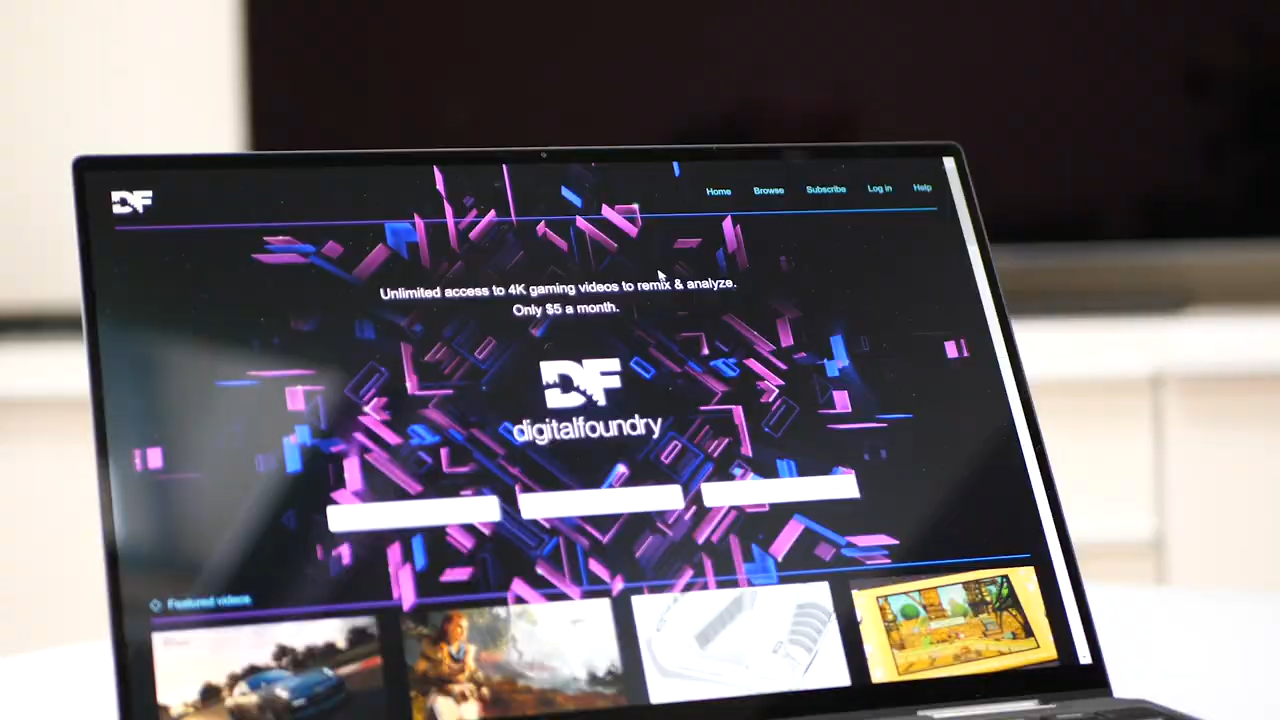 DF
Home Browse Subscribe Log in Help
Unlimited access to 4K gaming videos to remix & analyze.
Only $5 a month.
DF
digitalfoundry
Featured videos